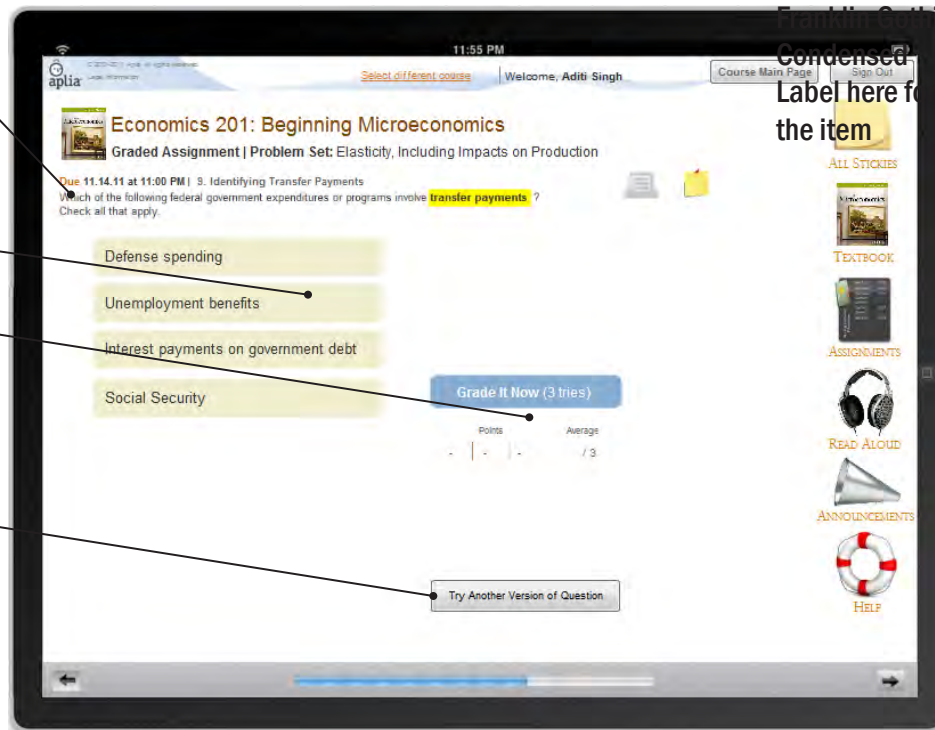 Franklin Gothic
Condensed
Label here for
the item
11:55 PM
aplia
Select different course
Welcome, Aditi Singh
Course Main Page
Sign Out
Economics 201: Beginning Microeconomics
Graded Assignment | Problem Set: Elasticity, Including Impacts on Production
Due 11.14.11 at 11:00 PM | 3. Identifying Transfer Payments
Which of the following federal government expenditures or programs involve transfer payments ?
Check all that apply.
Defense spending
Unemployment benefits
Interest payments on government debt
Social Security
Grade It Now (3 tries)
Points Average
- | - | - / 3
Try Another Version of Question
ALL STICKIES
TEXTBOOK
ASSIGNMENTS
READ ALOUD
ANNOUNCEMENTS
HELP